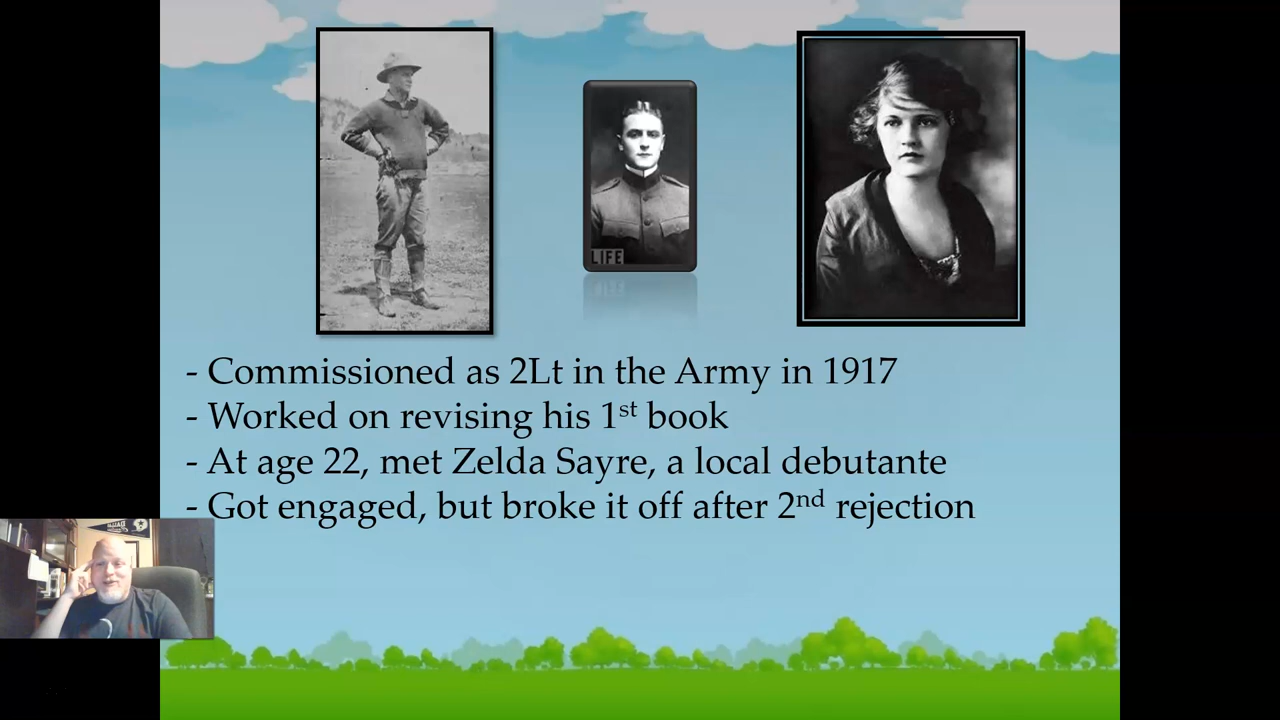 LIFE
- Commissioned as 2Lt in the Army in 1917
- Worked on revising his 1st book
- At age 22, met Zelda Sayre, a local debutante
- Got engaged, but broke it off after 2nd rejection